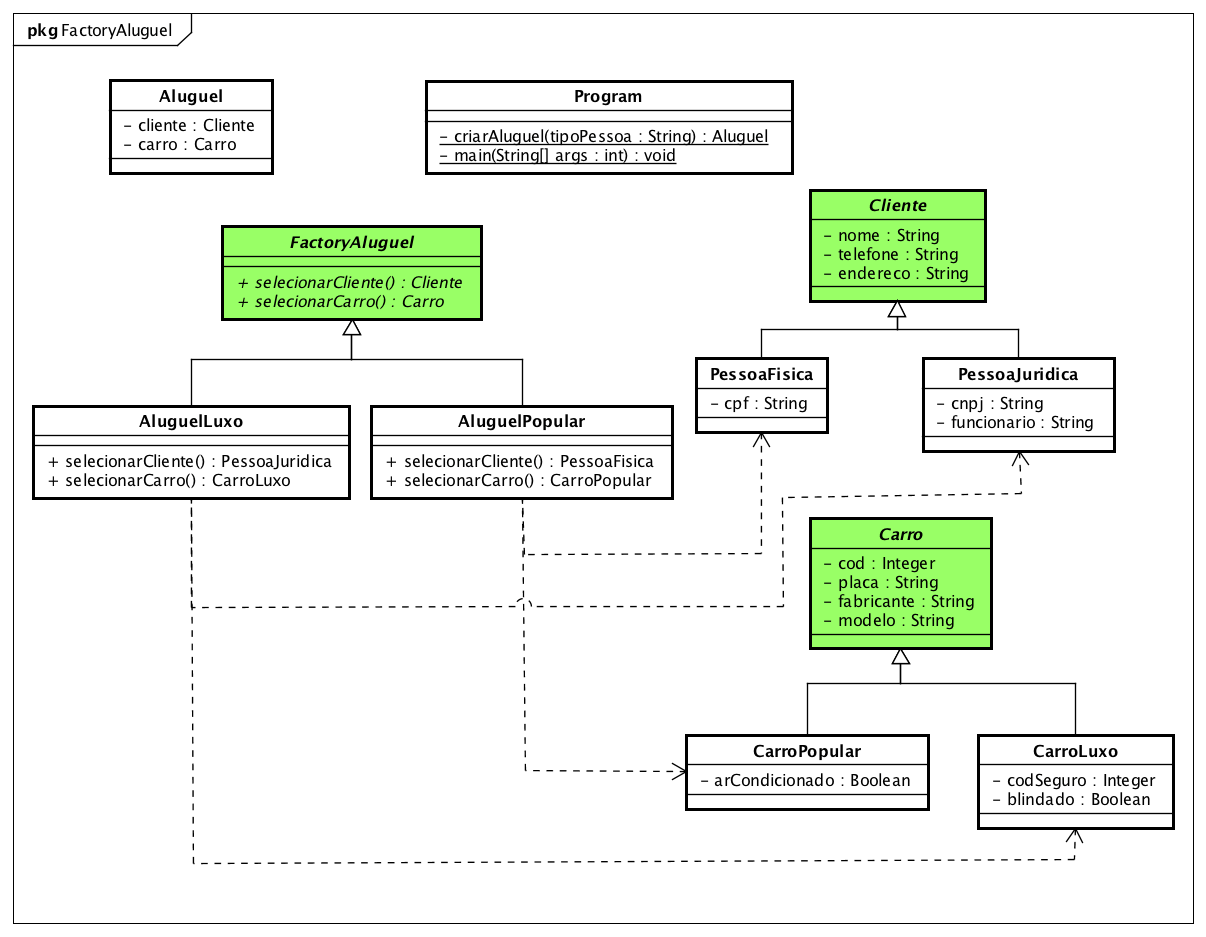 pkg FactoryAluguel
Aluguel
- cliente : Cliente
- carro : Carro
Program
- criarAluguel(tipoPessoa : String) : Aluguel
- main(String[] args : int) : void
Cliente
- nome : String
- telefone : String
- endereco : String
FactoryAluguel
+ selecionarCliente() : Cliente
+ selecionarCarro() : Carro
PessoaFisica
- cpf : String
PessoaJuridica
- cnpj : String
- funcionario : String
AluguelLuxo
+ selecionarCliente() : PessoaJuridica
+ selecionarCarro() : CarroLuxo
AluguelPopular
+ selecionarCliente() : PessoaFisica
+ selecionarCarro() : CarroPopular
Carro
- cod : Integer
- placa : String
- fabricante : String
- modelo : String
CarroPopular
- arCondicionado : Boolean
CarroLuxo
- codSeguro : Integer
- blindado : Boolean